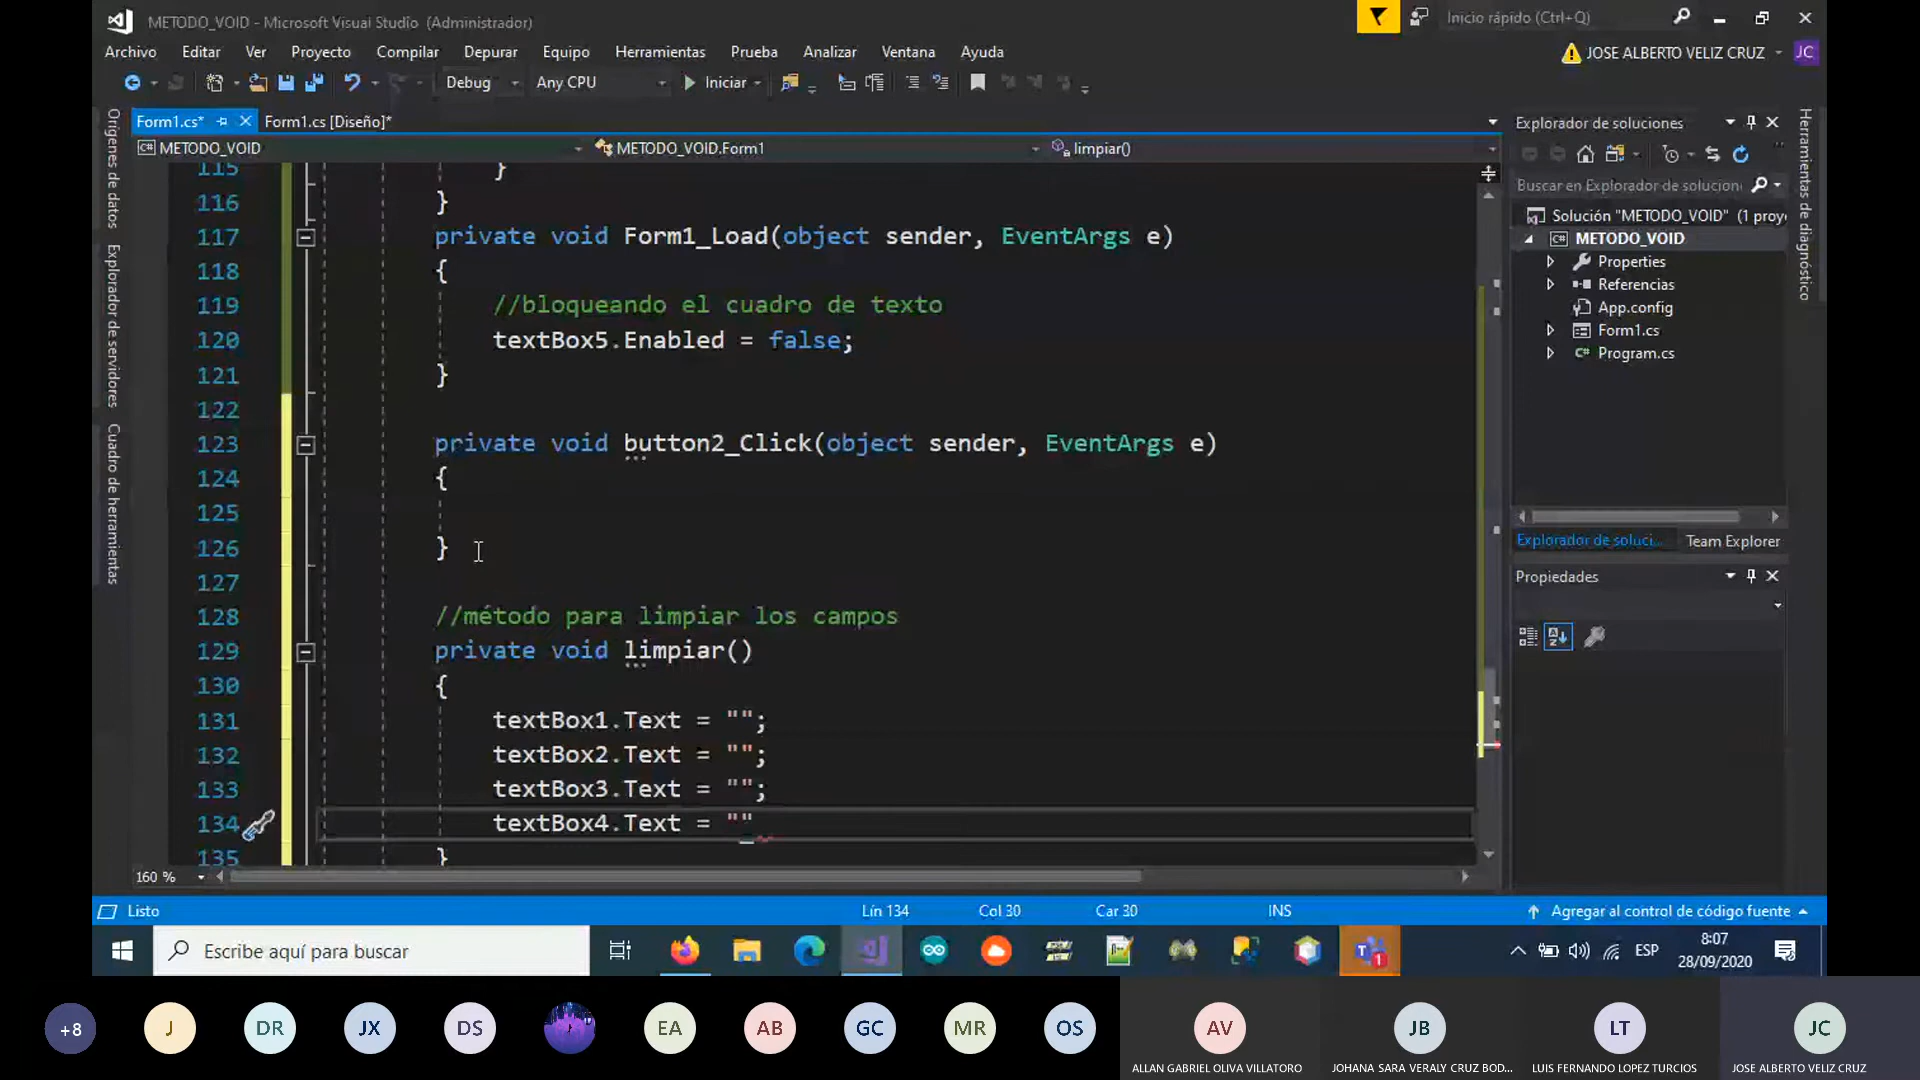 METODO_VOID - Microsoft Visual Studio (Administrador)
Inicio rápido (Ctrl+Q)
Archivo Editar Ver Proyecto Compilar Depurar Equipo Herramientas Prueba Analizar Ventana Ayuda
JOSE ALBERTO VELIZ CRUZ JC
Debug Any CPU Iniciar
Orígenes de datos
Explorador de servidores
Cuadro de herramientas
Form1.cs* Form1.cs [Diseño]*
METODO_VOID METODO_VOID.Form1 limpiar()
115 }
116 }
117 private void Form1_Load(object sender, EventArgs e)
118 {
119 //bloqueando el cuadro de texto
120 textBox5.Enabled = false;
121 }
122
123 private void button2_Click(object sender, EventArgs e)
124 {
125
126 }
127
128 //método para limpiar los campos
129 private void limpiar()
130 {
131 textBox1.Text = "";
132 textBox2.Text = "";
133 textBox3.Text = "";
134 textBox4.Text = ""
135 }
160 %
Explorador de soluciones
Buscar en Explorador de solucion
Solución "METODO_VOID" (1 proye
METODO_VOID
Properties
Referencias
App.config
Form1.cs
Program.cs
Explorador de soluci... Team Explorer
Propiedades
Herramientas de diagnóstico
Listo Lín 134 Col 30 Car 30 INS Agregar al control de código fuente
Escribe aquí para buscar
1
ESP
8:07
28/09/2020
+8 J DR JX DS EA AB GC MR OS AV JB LT JC
ALLAN GABRIEL OLIVA VILLATORO JOHANA SARA VERALY CRUZ BOD... LUIS FERNANDO LOPEZ TURCIOS JOSE ALBERTO VELIZ CRUZ